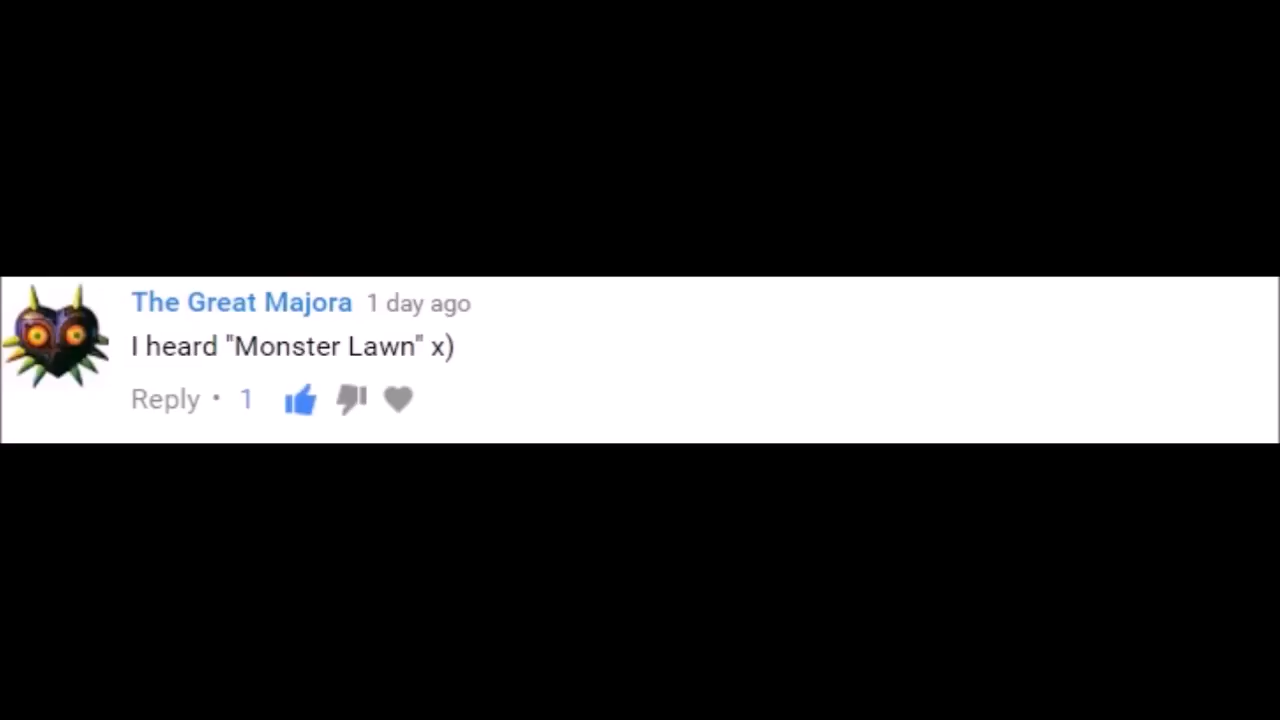 The Great Majora 1 day ago
I heard "Monster Lawn" x)
Reply • 1